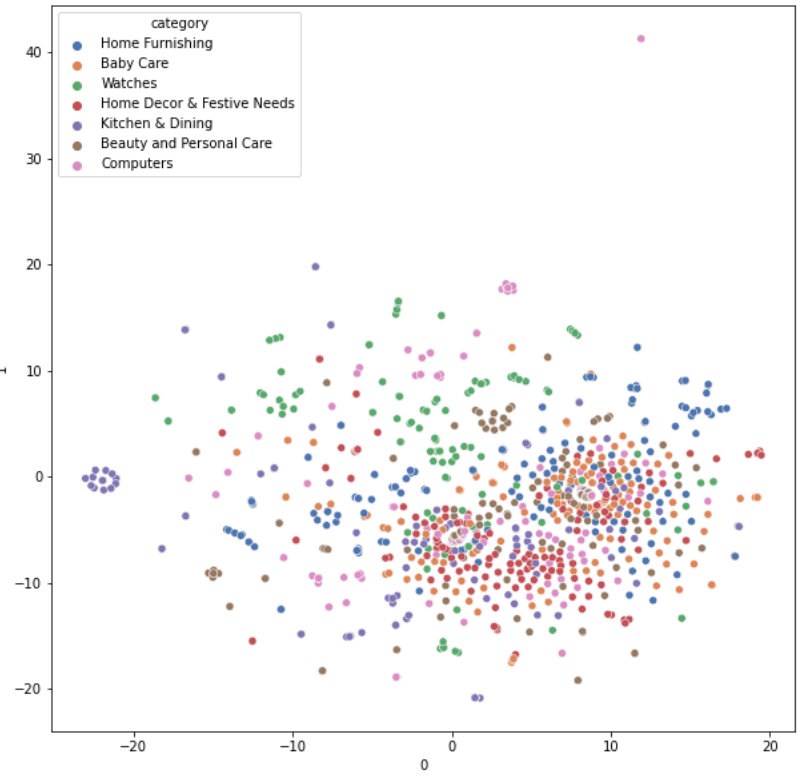 category
Home Furnishing
Baby Care
Watches
Home Decor & Festive Needs
Kitchen & Dining
Beauty and Personal Care
Computers
40
30
20
10
0
−10
−20
−20
−10
0
10
20
0